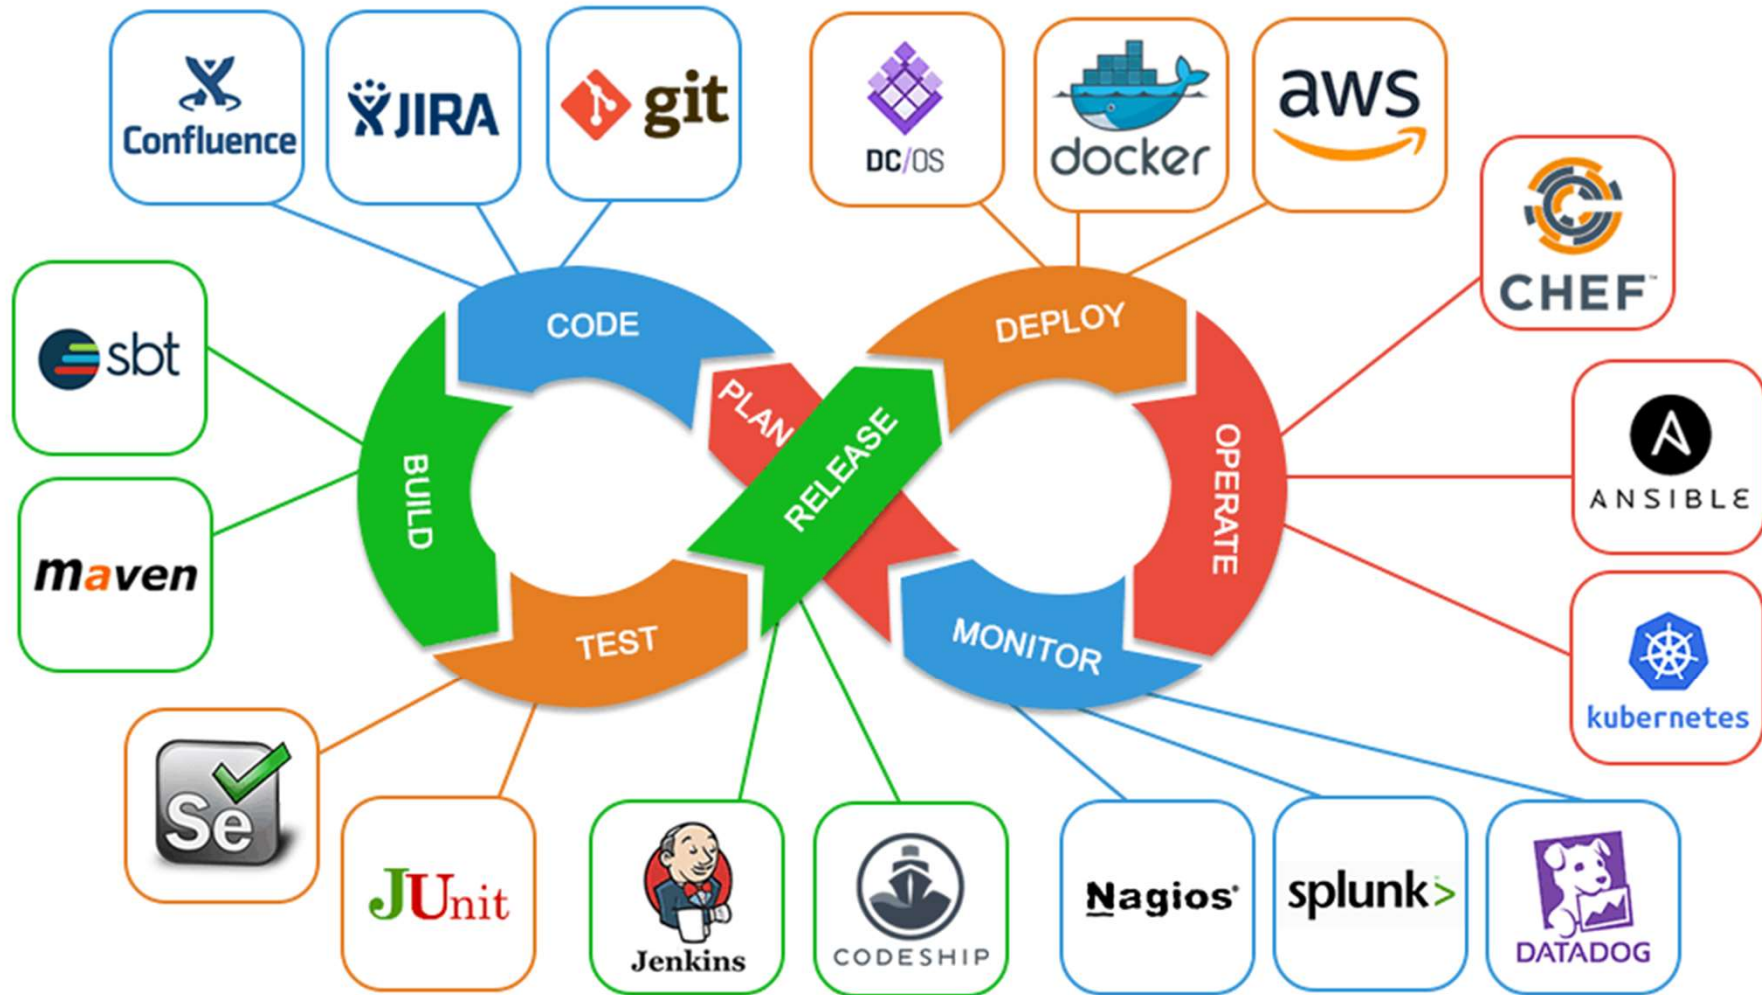 Confluence
JIRA
git
DC/OS
docker
aws
CHEF™
sbt
maven
ANSIBLE
kubernetes
CODE
PLAN
BUILD
TEST
RELEASE
DEPLOY
OPERATE
MONITOR
Se
JUnit
Jenkins
CODESHIP
Nagios®
splunk>
DATADOG